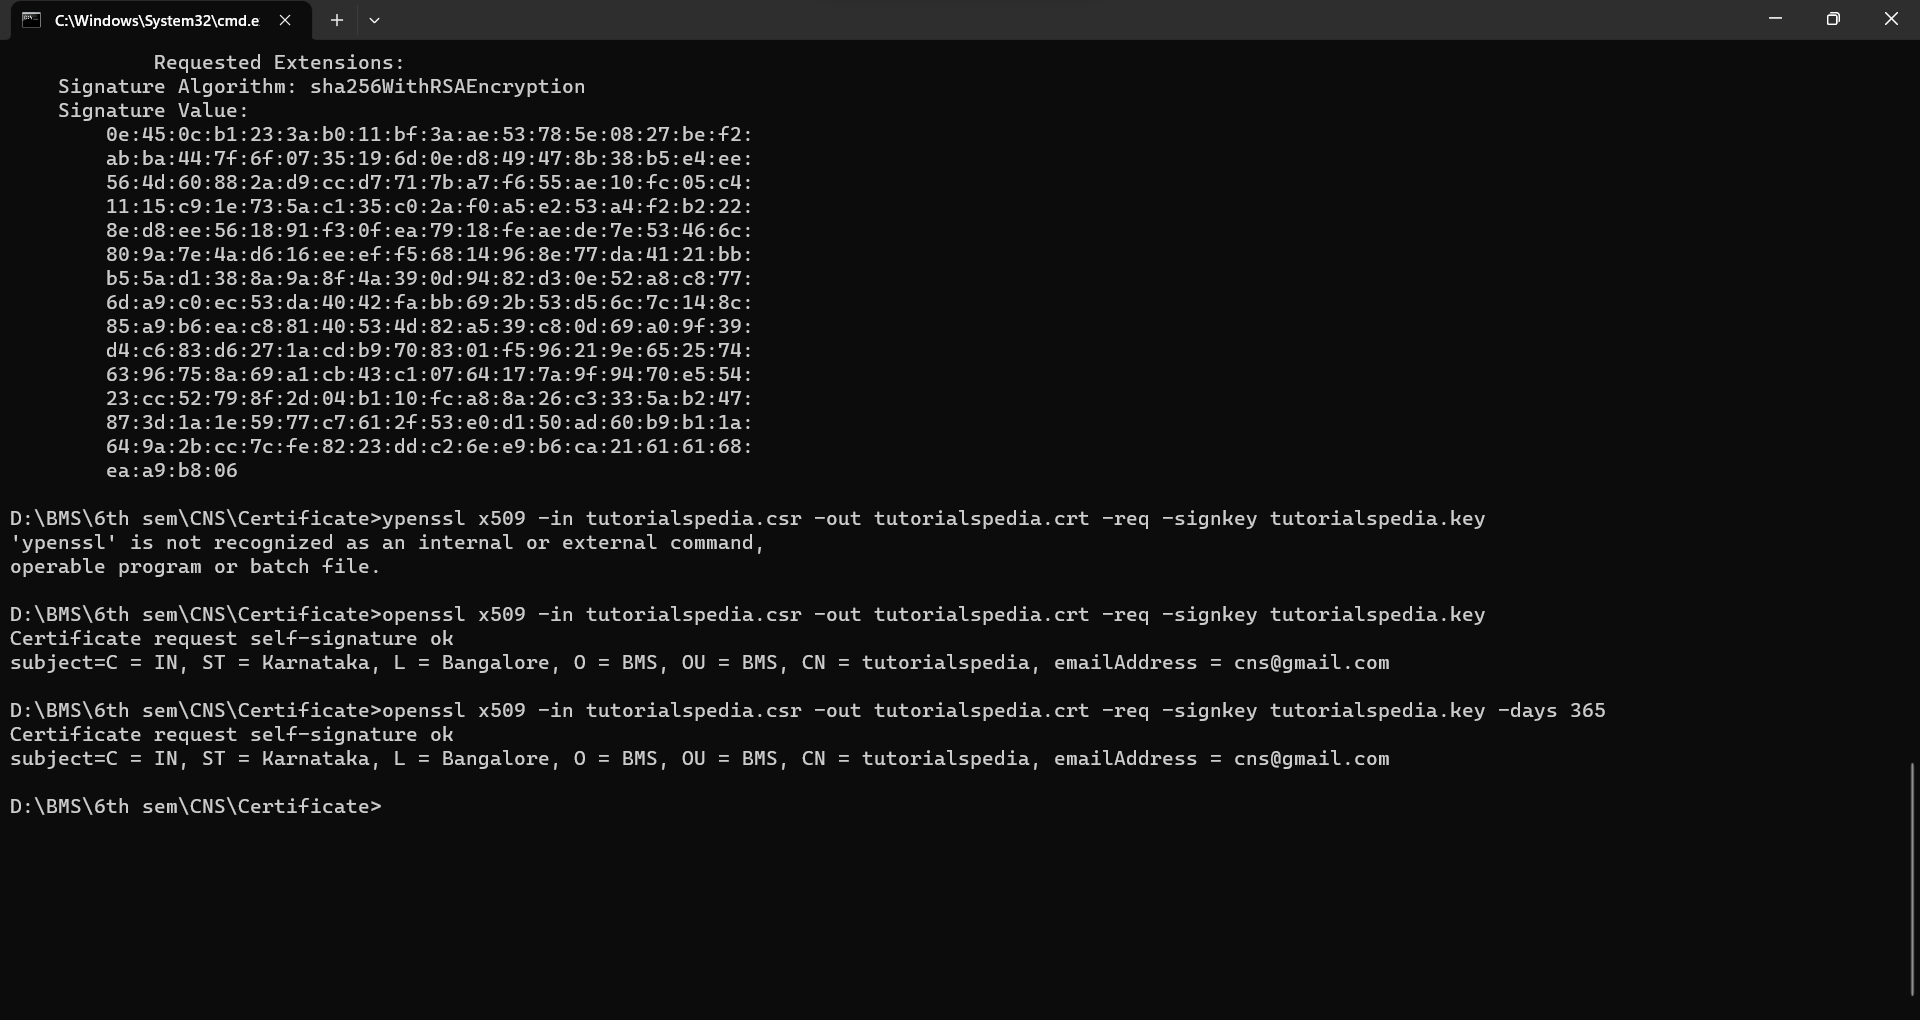 C:\Windows\System32\cmd.e
Requested Extensions:
Signature Algorithm: sha256WithRSAEncryption
Signature Value:
0e:45:0c:b1:23:3a:b0:11:bf:3a:ae:53:78:5e:08:27:be:f2:
ab:ba:44:7f:6f:07:35:19:6d:0e:d8:49:47:8b:38:b5:e4:ee:
56:4d:60:88:2a:d9:cc:d7:71:7b:a7:f6:55:ae:10:fc:05:c4:
11:15:c9:1e:73:5a:c1:35:c0:2a:f0:a5:e2:53:a4:f2:b2:22:
8e:d8:ee:56:18:91:f3:0f:ea:79:18:fe:ae:de:7e:53:46:6c:
80:9a:7e:4a:d6:16:ee:ef:f5:68:14:96:8e:77:da:41:21:bb:
b5:5a:d1:38:8a:9a:8f:4a:39:0d:94:82:d3:0e:52:a8:c8:77:
6d:a9:c0:ec:53:da:40:42:fa:bb:69:2b:53:d5:6c:7c:14:8c:
85:a9:b6:ea:c8:81:40:53:4d:82:a5:39:c8:0d:69:a0:9f:39:
d4:c6:83:d6:27:1a:cd:b9:70:83:01:f5:96:21:9e:65:25:74:
63:96:75:8a:69:a1:cb:43:c1:07:64:17:7a:9f:94:70:e5:54:
23:cc:52:79:8f:2d:04:b1:10:fc:a8:8a:26:c3:33:5a:b2:47:
87:3d:1a:1e:59:77:c7:61:2f:53:e0:d1:50:ad:60:b9:b1:1a:
64:9a:2b:cc:7c:fe:82:23:dd:c2:6e:e9:b6:ca:21:61:61:68:
ea:a9:b8:06
D:\BMS\6th sem\CNS\Certificate>ypenssl x509 -in tutorialspedia.csr -out tutorialspedia.crt -req -signkey tutorialspedia.key
'ypenssl' is not recognized as an internal or external command,
operable program or batch file.
D:\BMS\6th sem\CNS\Certificate>openssl x509 -in tutorialspedia.csr -out tutorialspedia.crt -req -signkey tutorialspedia.key
Certificate request self-signature ok
subject=C = IN, ST = Karnataka, L = Bangalore, O = BMS, OU = BMS, CN = tutorialspedia, emailAddress = cns@gmail.com
D:\BMS\6th sem\CNS\Certificate>openssl x509 -in tutorialspedia.csr -out tutorialspedia.crt -req -signkey tutorialspedia.key -days 365
Certificate request self-signature ok
subject=C = IN, ST = Karnataka, L = Bangalore, O = BMS, OU = BMS, CN = tutorialspedia, emailAddress = cns@gmail.com
D:\BMS\6th sem\CNS\Certificate>